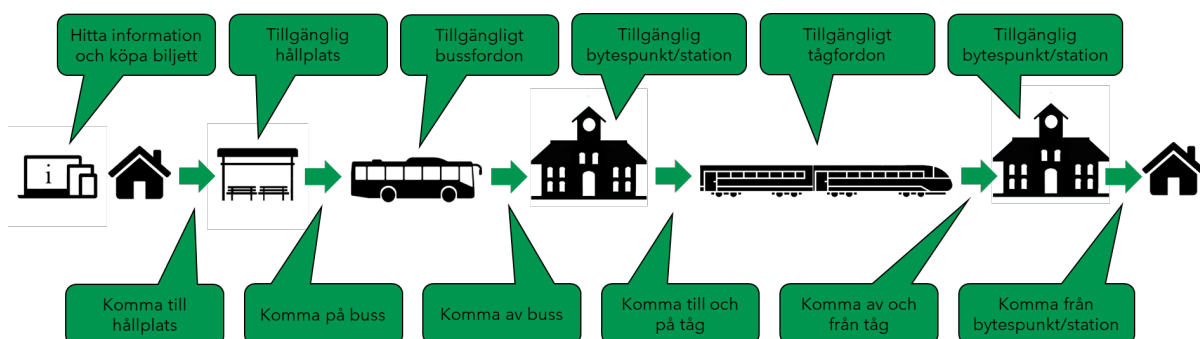 Hitta information
och köpa biljett
Tillgänglig
hållplats
Tillgängligt
bussfordon
Tillgänglig
bytespunkt/station
Tillgängligt
tågfordon
Tillgänglig
bytespunkt/station
i
Komma till
hållplats
Komma på buss
Komma av buss
Komma till och
på tåg
Komma av och
från tåg
Komma från
bytespunkt/station